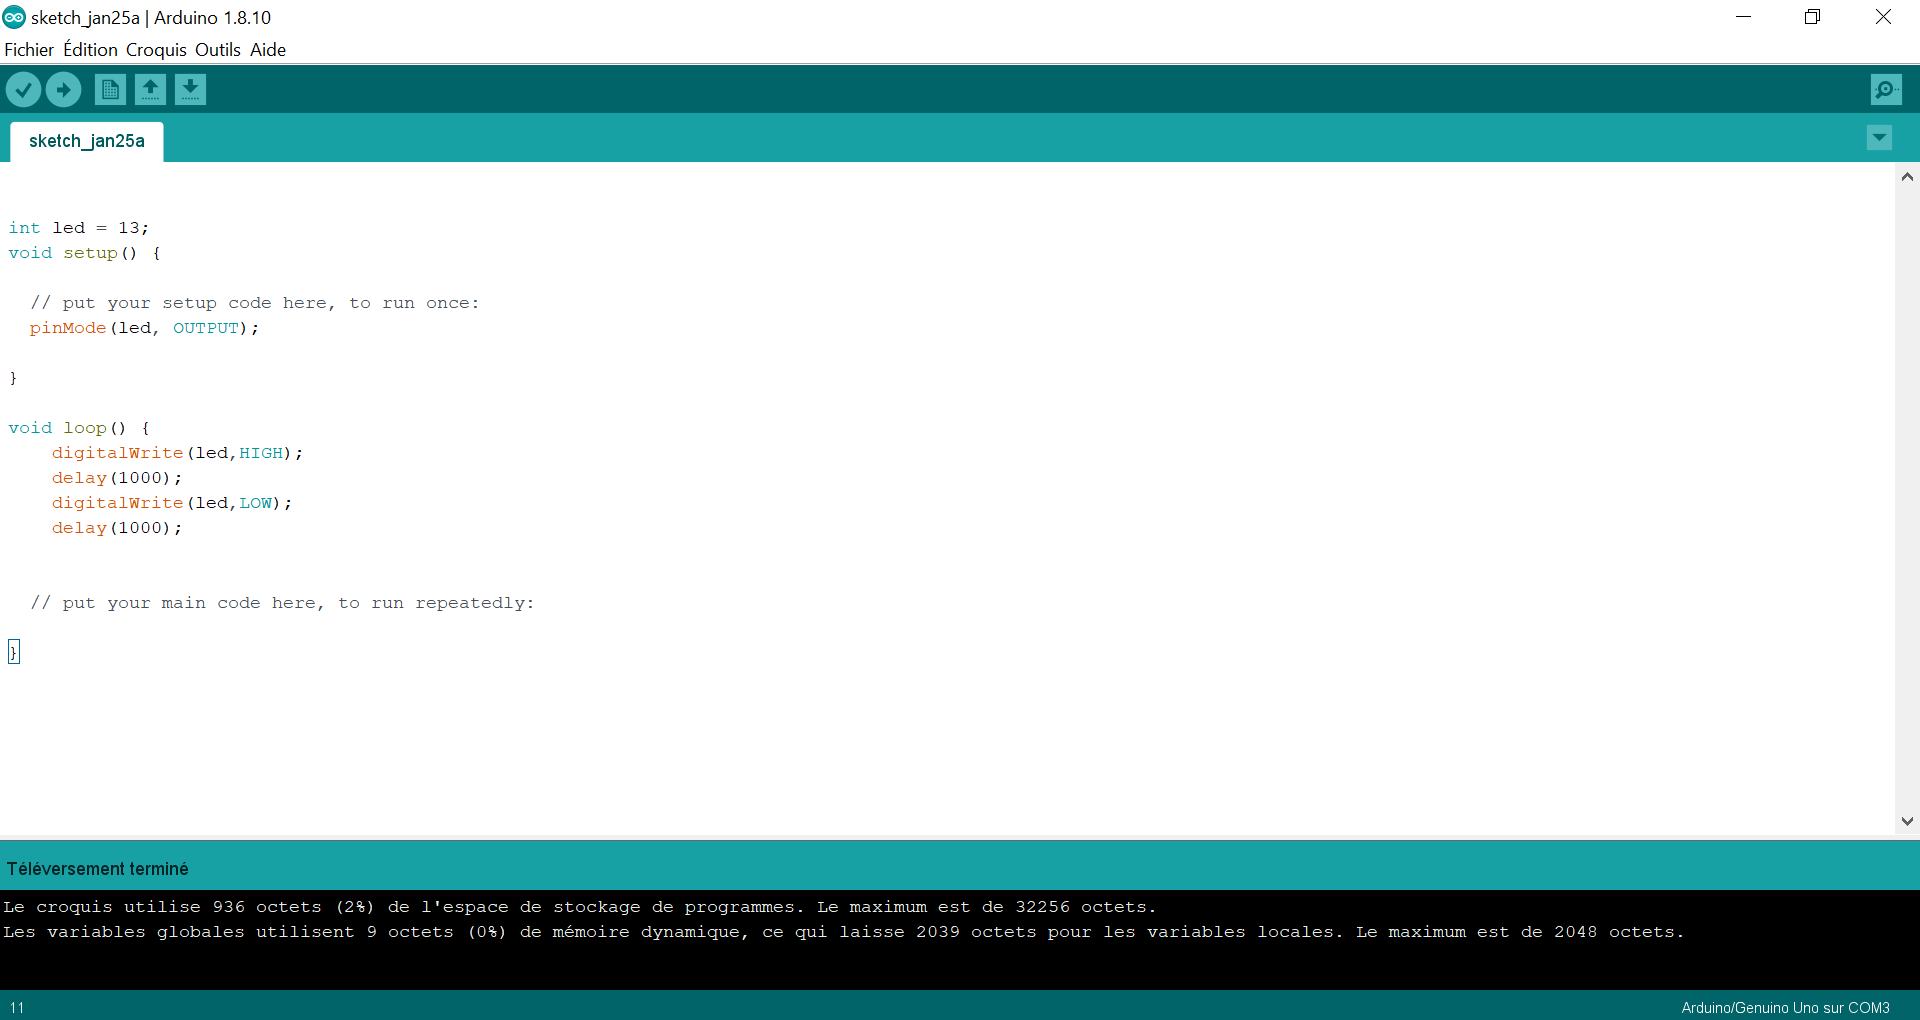 sketch_jan25a | Arduino 1.8.10
Fichier Édition Croquis Outils Aide
sketch_jan25a
int led = 13;
void setup() {
// put your setup code here, to run once:
pinMode(led, OUTPUT);
}
void loop() {
digitalWrite(led,HIGH);
delay(1000);
digitalWrite(led,LOW);
delay(1000);
// put your main code here, to run repeatedly:
}
Téléversement terminé
Le croquis utilise 936 octets (2%) de l'espace de stockage de programmes. Le maximum est de 32256 octets.
Les variables globales utilisent 9 octets (0%) de mémoire dynamique, ce qui laisse 2039 octets pour les variables locales. Le maximum est de 2048 octets.
11
Arduino/Genuino Uno sur COM3